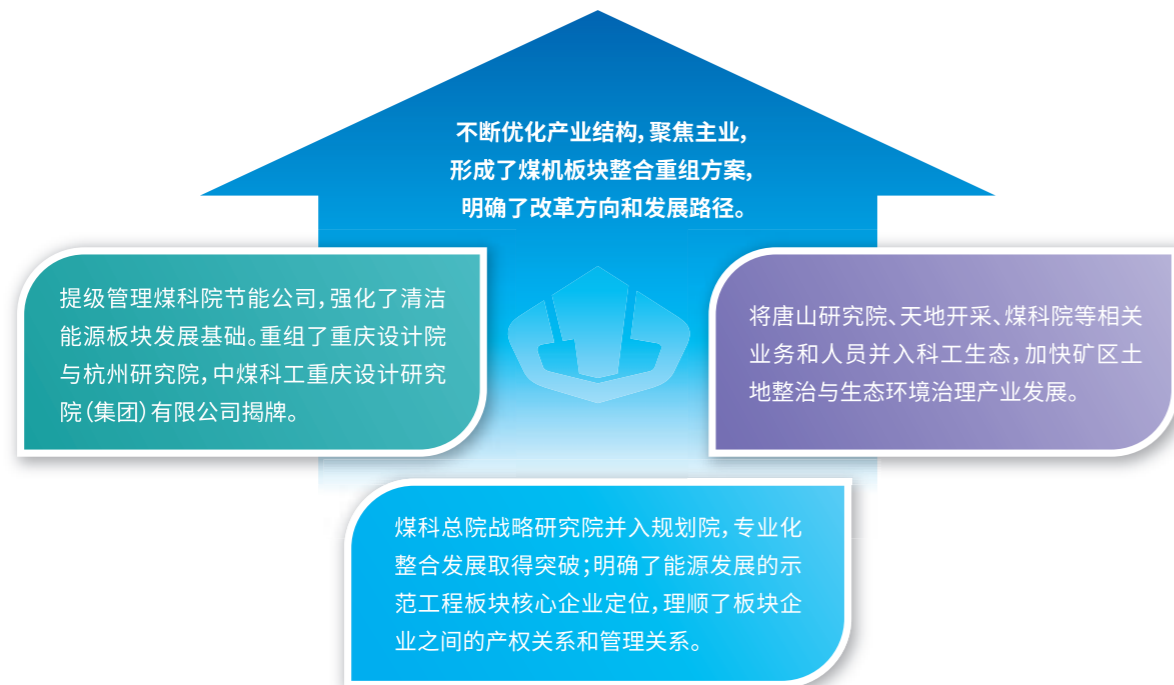 不断优化产业结构，聚焦主业，
形成了煤机板块整合重组方案，
明确了改革方向和发展路径。
提级管理煤科院节能公司，强化了清洁
能源板块发展基础。重组了重庆设计院
与杭州研究院，中煤科工重庆设计研究
院（集团）有限公司揭牌。
将唐山研究院、天地开采、煤科院等相关
业务和人员并入科工生态，加快矿区土
地整治与生态环境治理产业发展。
煤科总院战略研究院并入规划院，专业化
整合发展取得突破；明确了能源发展的示
范工程板块核心企业定位，理顺了板块企
业之间的产权关系和管理关系。